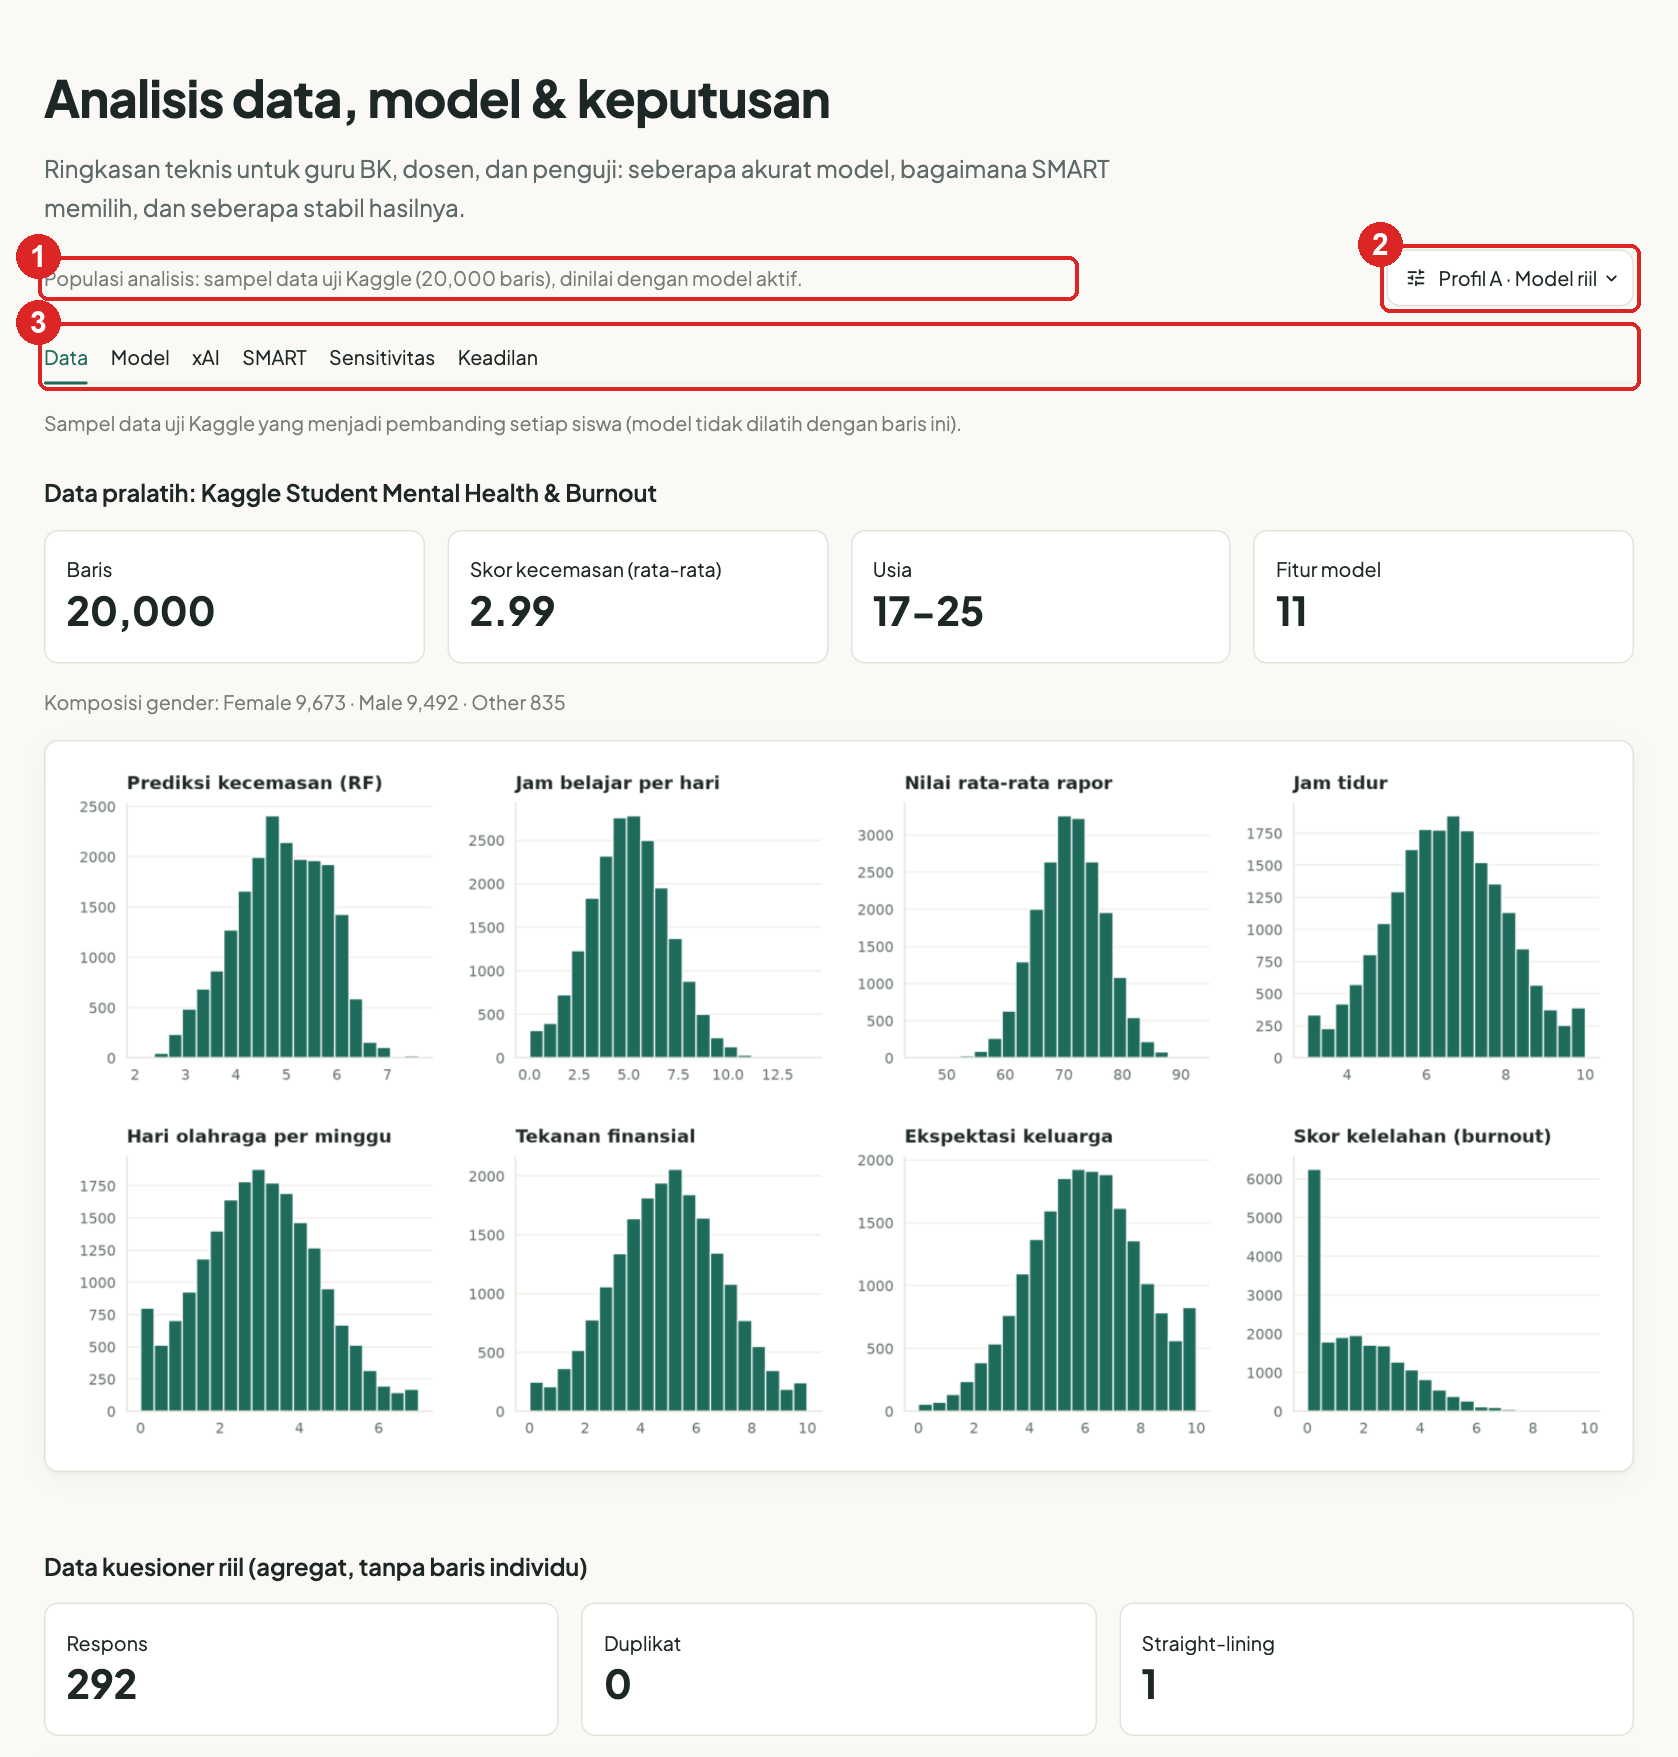 Analisis data, model & keputusan
Ringkasan teknis untuk guru BK, dosen, dan penguji: seberapa akurat model, bagaimana SMART
memilih, dan seberapa stabil hasilnya.
1
Populasi analisis: sampel data uji Kaggle (20,000 baris), dinilai dengan model aktif.
2
Profil A · Model riil
3
Data Model xAI SMART Sensitivitas Keadilan
Sampel data uji Kaggle yang menjadi pembanding setiap siswa (model tidak dilatih dengan baris ini).
Data pralatih: Kaggle Student Mental Health & Burnout
Baris
20,000
Skor kecemasan (rata-rata)
2.99
Usia
17–25
Fitur model
11
Komposisi gender: Female 9,673 · Male 9,492 · Other 835
Prediksi kecemasan (RF)
2500
2000
1500
1000
500
0
2 3 4 5 6 7
Jam belajar per hari
2500
2000
1500
1000
500
0
0.0 2.5 5.0 7.5 10.0 12.5
Nilai rata-rata rapor
3000
2500
2000
1500
1000
500
0
50 60 70 80 90
Jam tidur
1750
1500
1250
1000
750
500
250
0
4 6 8 10
Hari olahraga per minggu
1750
1500
1250
1000
750
500
250
0
0 2 4 6
Tekanan finansial
2000
1500
1000
500
0
0 2 4 6 8 10
Ekspektasi keluarga
2000
1500
1000
500
0
0 2 4 6 8 10
Skor kelelahan (burnout)
6000
5000
4000
3000
2000
1000
0
0 2 4 6 8 10
Data kuesioner riil (agregat, tanpa baris individu)
Respons
292
Duplikat
0
Straight-lining
1